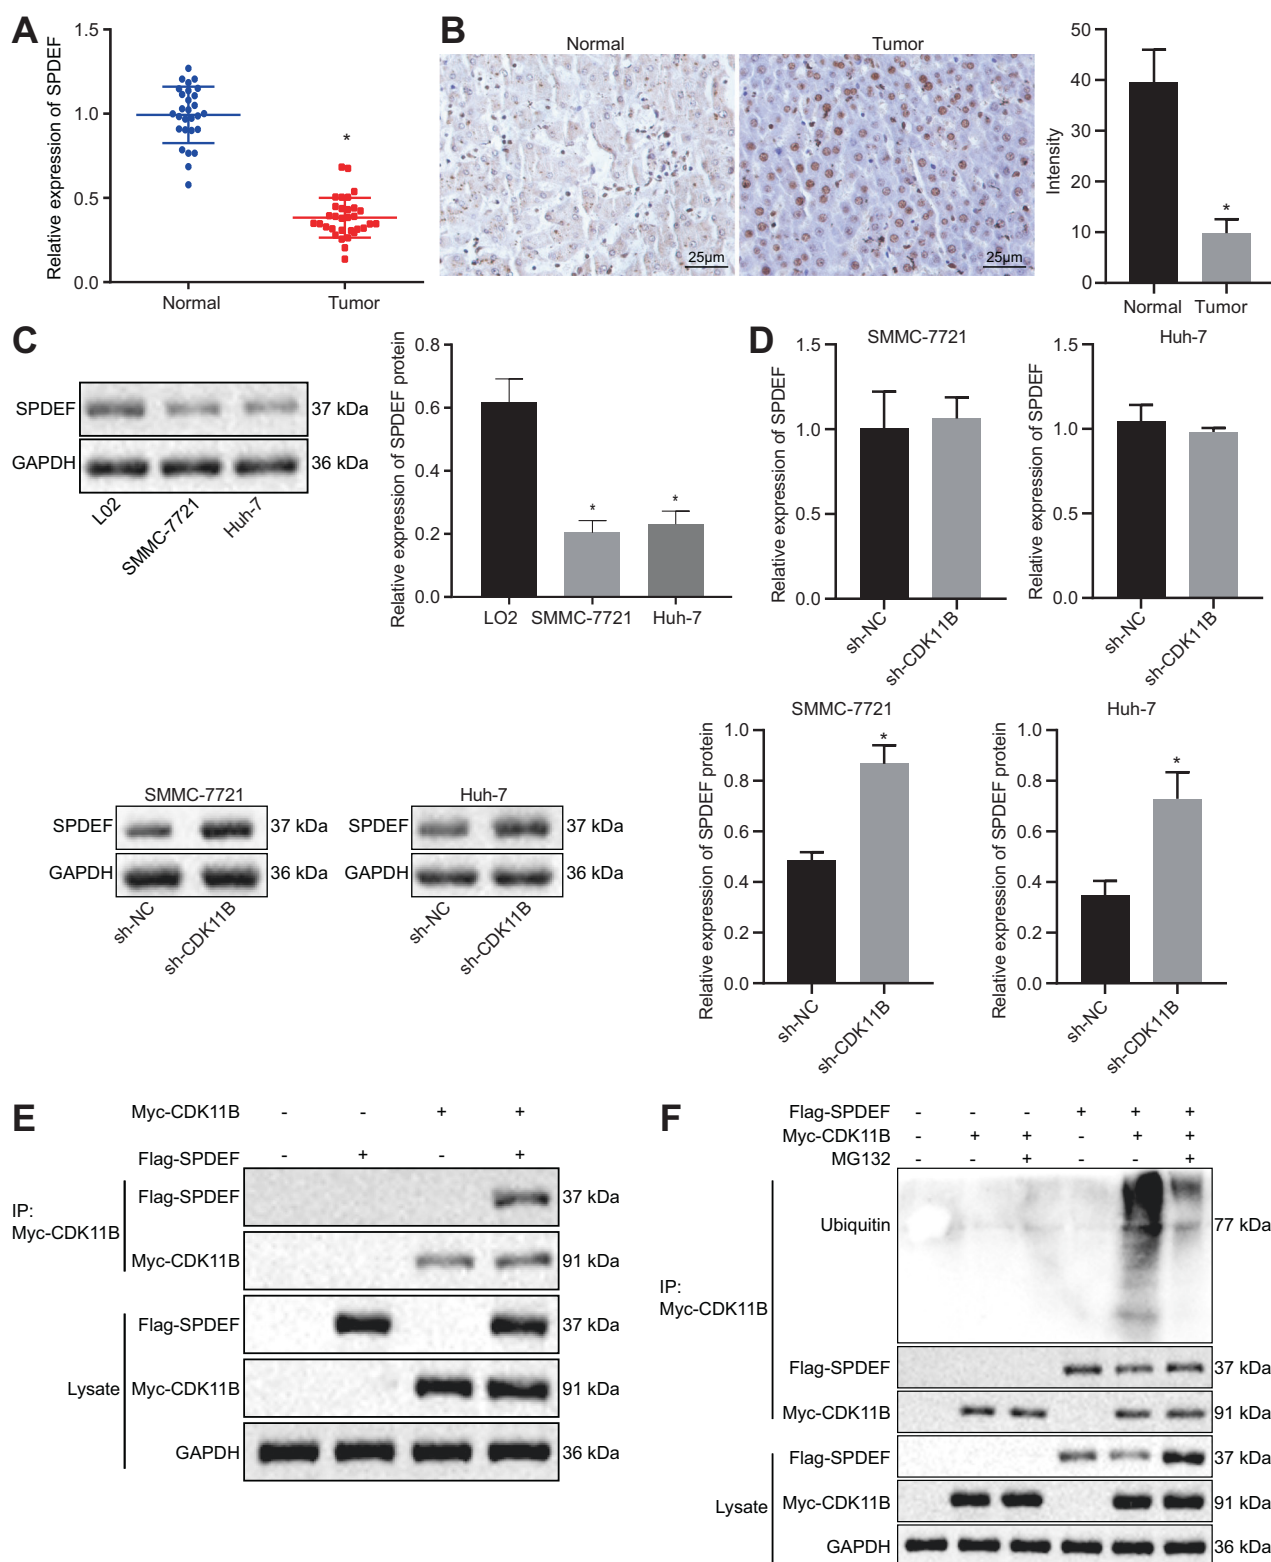 A
Relative expression of SPDEF
1.5
1.0
0.5
0.0
*
Normal
Tumor
B
Normal
Tumor
25μm
25μm
Intensity
50
40
30
20
10
0
*
Normal
Tumor
C
SPDEF
37 kDa
GAPDH
36 kDa
L02
SMMC-7721
Huh-7
Relative expression of SPDEF protein
0.8
0.6
0.4
0.2
0.0
*
*
LO2
SMMC-7721
Huh-7
D
SMMC-7721
Relative expression of SPDEF
1.5
1.0
0.5
0.0
sh-NC
sh-CDK11B
Huh-7
Relative expression of SPDEF
1.5
1.0
0.5
0.0
sh-NC
sh-CDK11B
SMMC-7721
SPDEF
37 kDa
GAPDH
36 kDa
sh-NC
sh-CDK11B
Huh-7
SPDEF
37 kDa
GAPDH
36 kDa
sh-NC
sh-CDK11B
SMMC-7721
Relative expression of SPDEF protein
1.0
0.8
0.6
0.4
0.2
0.0
*
sh-NC
sh-CDK11B
Huh-7
Relative expression of SPDEF protein
1.0
0.8
0.6
0.4
0.2
0.0
*
sh-NC
sh-CDK11B
E
Myc-CDK11B - - + +
Flag-SPDEF - + - +
IP:
Myc-CDK11B
Flag-SPDEF
37 kDa
Myc-CDK11B
91 kDa
Lysate
Flag-SPDEF
37 kDa
Myc-CDK11B
91 kDa
GAPDH
36 kDa
F
Flag-SPDEF - - - + + +
Myc-CDK11B - + + - + +
MG132 - - + - - +
IP:
Myc-CDK11B
Ubiquitin
77 kDa
Flag-SPDEF
37 kDa
Myc-CDK11B
91 kDa
Lysate
Flag-SPDEF
37 kDa
Myc-CDK11B
91 kDa
GAPDH
36 kDa